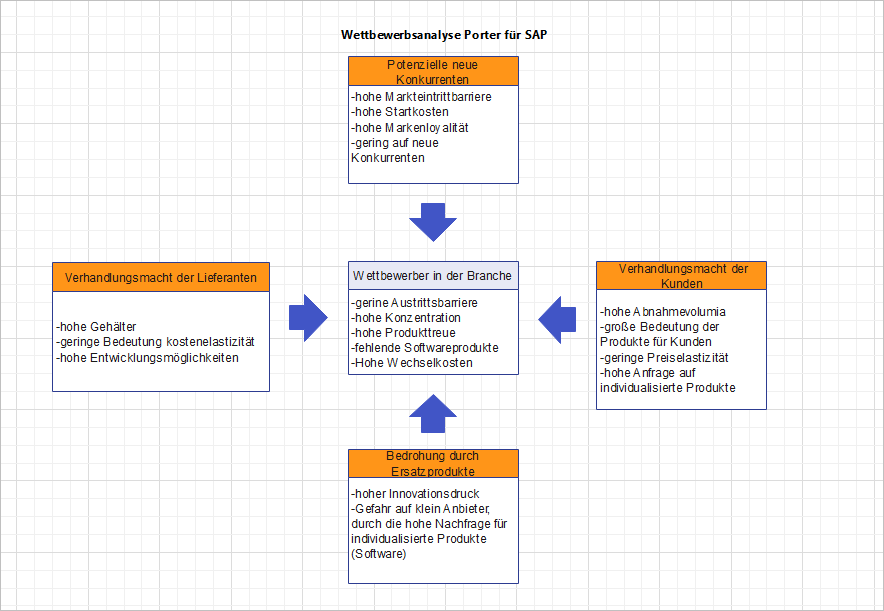 Wettbewerbsanalyse Porter für SAP
Potenzielle neue
Konkurrenten
-hohe Markteintrittbarriere
-hohe Startkosten
-hohe Markenloyalität
-gering auf neue
Konkurrenten
Verhandlungsmacht der Lieferanten
-hohe Gehälter
-geringe Bedeutung kostenelastizität
-hohe Entwicklungsmöglichkeiten
Wettbewerber in der Branche
-gerine Austrittsbarriere
-hohe Konzentration
-hohe Produkttreue
-fehlende Softwareprodukte
-Hohe Wechselkosten
Verhandlungsmacht der
Kunden
-hohe Abnahmevolumia
-große Bedeutung der
Produkte für Kunden
-geringe Preiselastizität
-hohe Anfrage auf
individualisierte Produkte
Bedrohung durch
Ersatzprodukte
-hoher Innovationsdruck
-Gefahr auf klein Anbieter,
durch die hohe Nachfrage für
individualisierte Produkte
(Software)